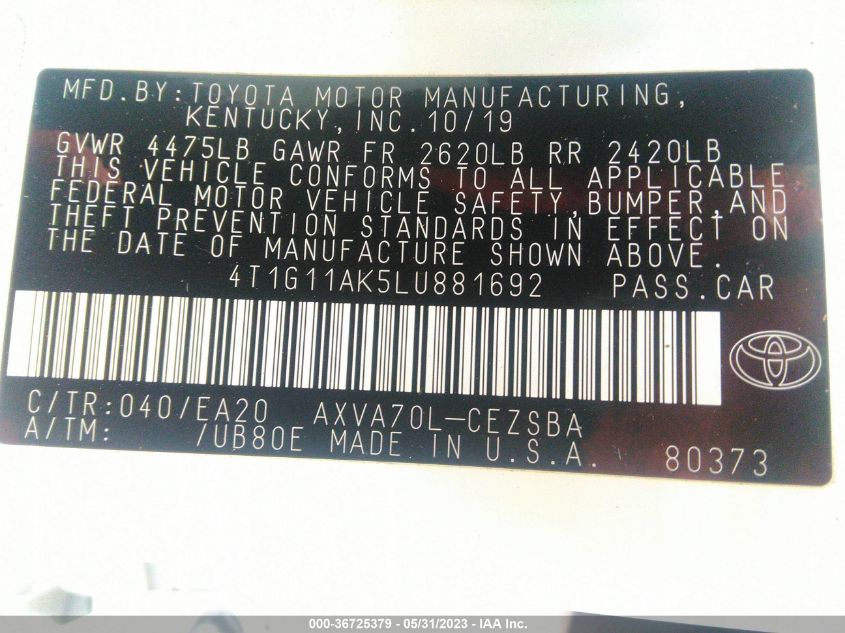 MFD.BY:TOYOTA MOTOR MANUFACTURING,
KENTUCKY,INC.10/19
GVWR 4475LB GAWR FR 2620LB RR 2420LB
THIS VEHICLE CONFORMS TO ALL APPLICABLE
FEDERAL MOTOR VEHICLE SAFETY,BUMPER,AND
THEFT PREVENTION STANDARDS IN EFFECT ON
THE DATE OF MANUFACTURE SHOWN ABOVE.
4T1G11AK5LU881692 PASS.CAR
C/TR:040/EA20 AXVA70L-CEZSBA
A/TM: /UB80E MADE IN U.S.A. 80373
000-36725379 - 05/31/2023 - IAA Inc.